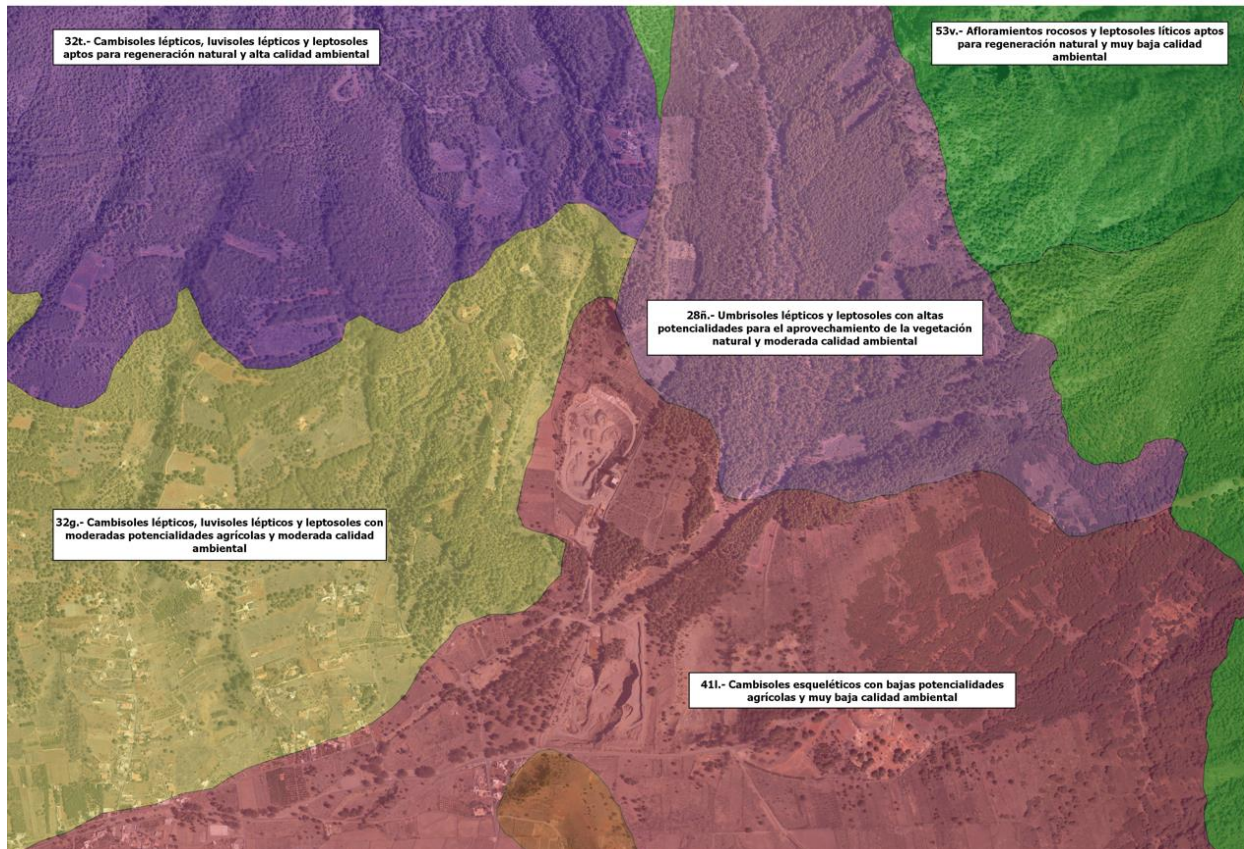 32t.- Cambisoles lépticos, luvisoles lépticos y leptosoles
aptos para regeneración natural y alta calidad ambiental
53v.- Afloramientos rocosos y leptosoles líticos aptos
para regeneración natural y muy baja calidad
ambiental
28ñ.- Umbrisoles lépticos y leptosoles con altas
potencialidades para el aprovechamiento de la vegetación
natural y moderada calidad ambiental
32g.- Cambisoles lépticos, luvisoles lépticos y leptosoles con
moderadas potencialidades agrícolas y moderada calidad
ambiental
41l.- Cambisoles esqueléticos con bajas potencialidades
agrícolas y muy baja calidad ambiental